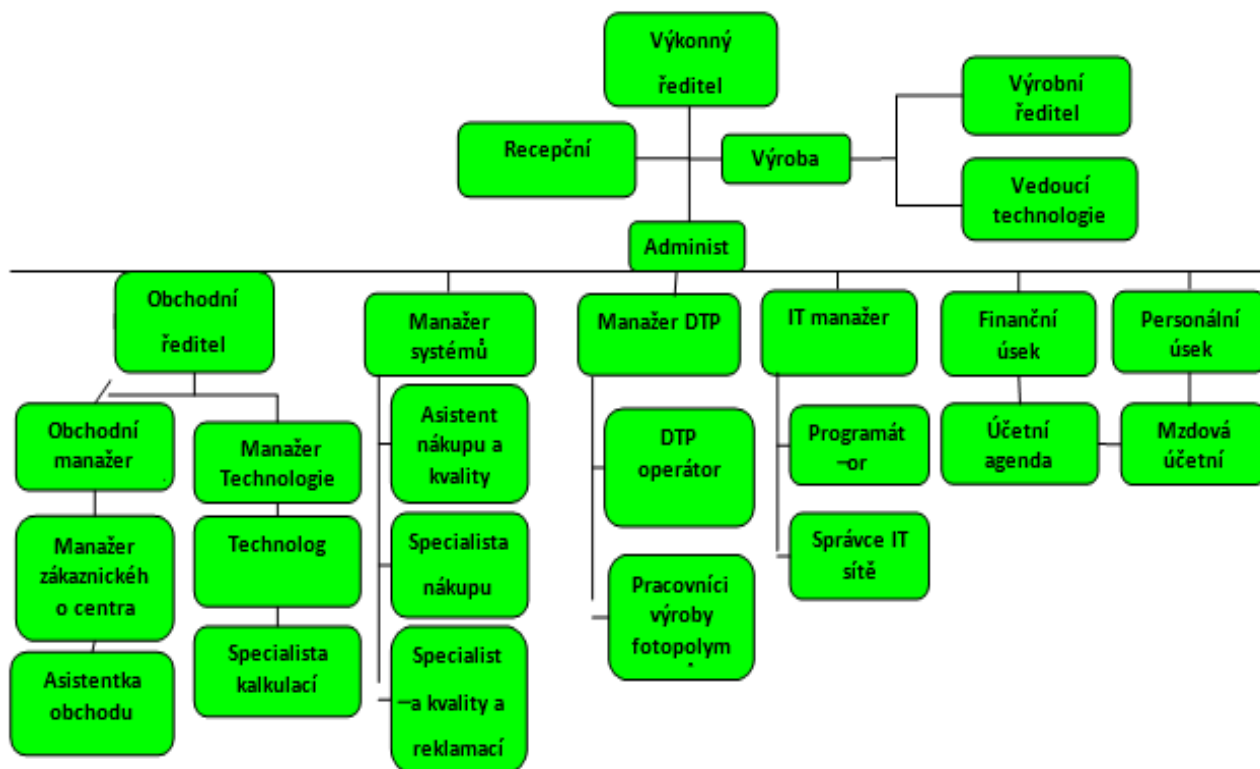 Výkonný
ředitel
Výrobní
ředitel
Recepční
Výroba
Vedoucí
technologie
Administ
Obchodní
ředitel
Manažer
systémů
Manažer DTP
IT manažer
Finanční
úsek
Personální
úsek
Obchodní
manažer
Manažer
Technologie
Asistent
nákupu a
kvality
DTP
operátor
Programát
–or
Účetní
agenda
Mzdová
účetní
Manažer
zákaznickéh
o centra
Technolog
Specialista
nákupu
Správce IT
sítě
Pracovníci
výroby
fotopolym
Asistentka
obchodu
Specialista
kalkulací
Specialist
–a kvality a
reklamací